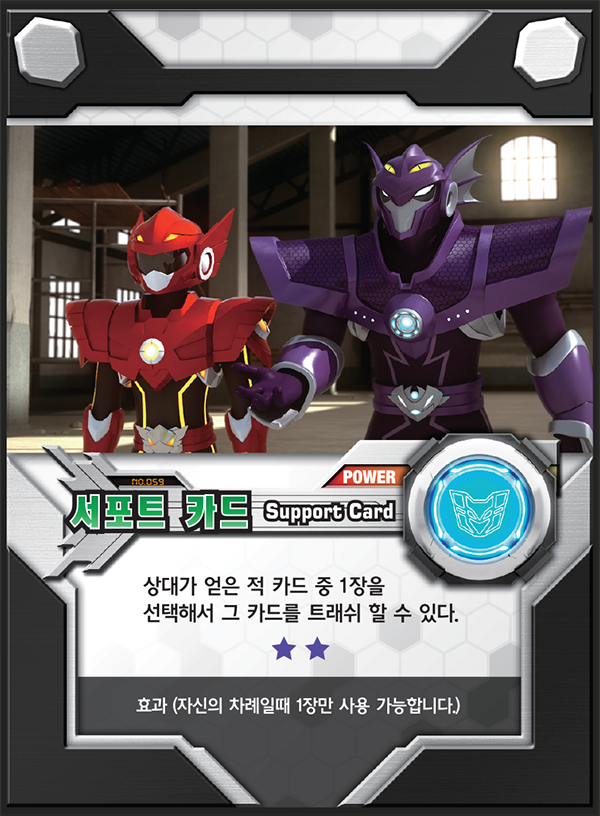 NO.059
POWER
서포트 카드 Support Card
상대가 얻은 적 카드 중 1장을
선택해서 그 카드를 트래쉬 할 수 있다.
효과 (자신의 차례일때 1장만 사용 가능합니다.)